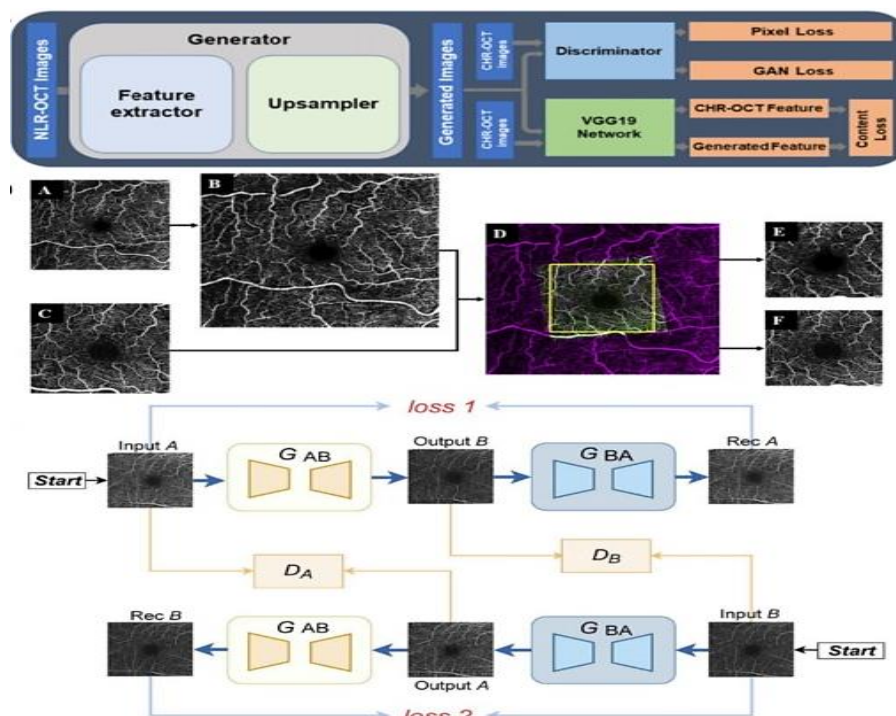 NLR-OCT Images
Generator
Feature extractor
Upsampler
Generated Images
CHR-OCT images
CHR-OCT images
Discriminator
VGG19 Network
Pixel Loss
GAN Loss
CHR-OCT Feature
Generated Feature
Content Loss
A
B
C
D
E
F
loss 1
Input A
G AB
Output B
G BA
Rec A
Start
D A
D B
Rec B
G AB
Output A
G BA
Input B
Start
loss 2